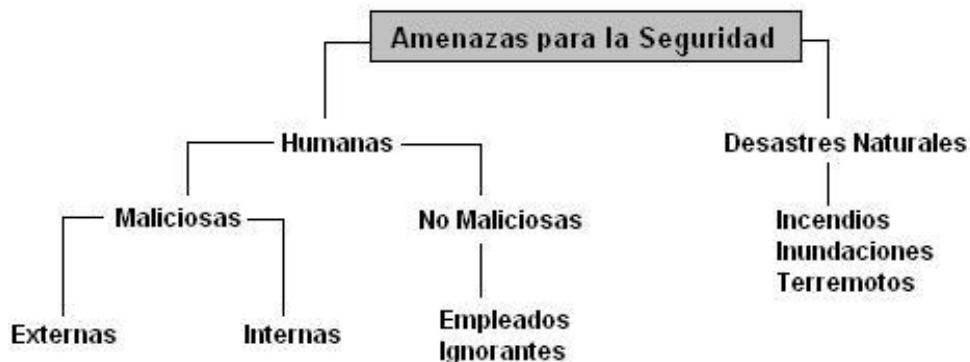 Amenazas para la Seguridad
Humanas
Desastres Naturales
Maliciosas
No Maliciosas
Incendios
Inundaciones
Terremotos
Externas
Internas
Empleados
Ignorantes